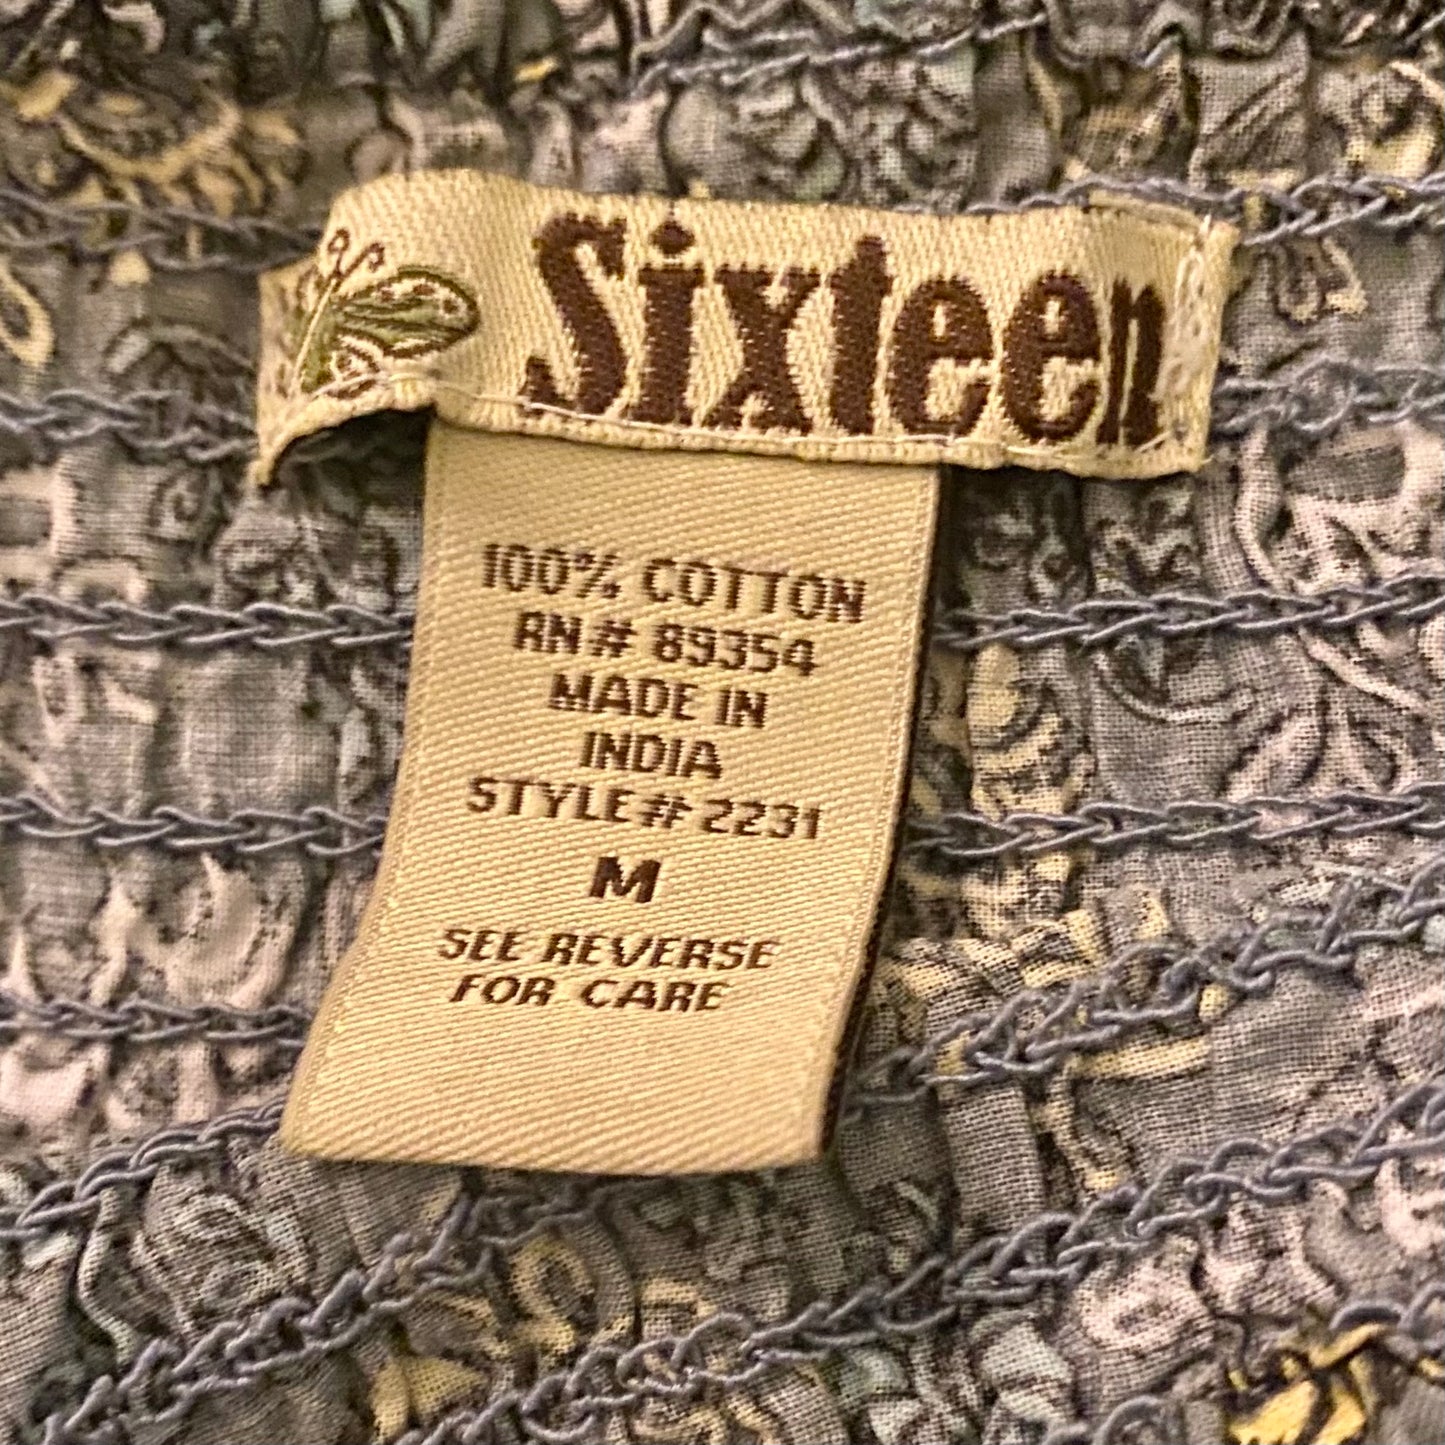 Sixteen
100% COTTON
RN# 89354
MADE IN
INDIA
STYLE# 2231
M
SEE REVERSE
FOR CARE